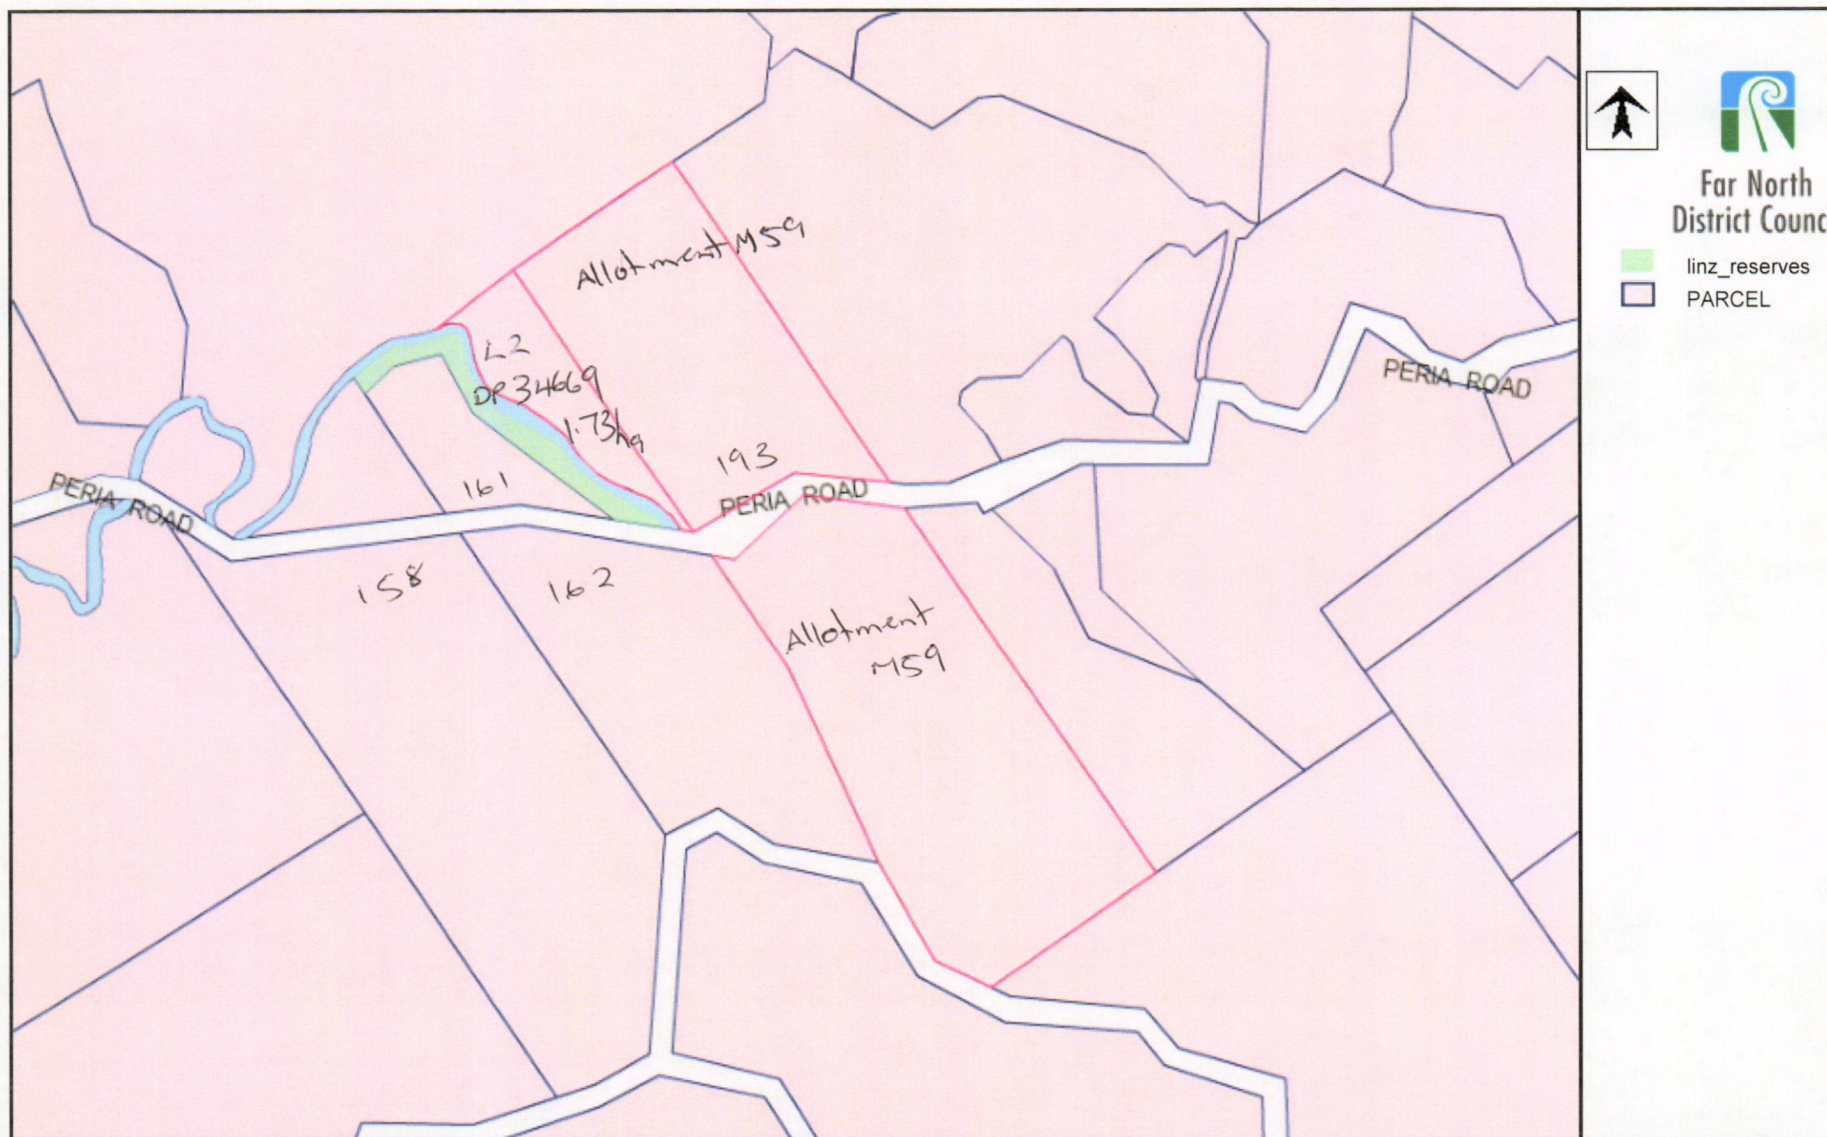 Far North
District Counc
linz_reserves
PARCEL
Allotment M59
L2
DP 34669
1.73ha
193
161
PERIA ROAD
PERIA ROAD
PERIA ROAD
158
162
Allotment
M59